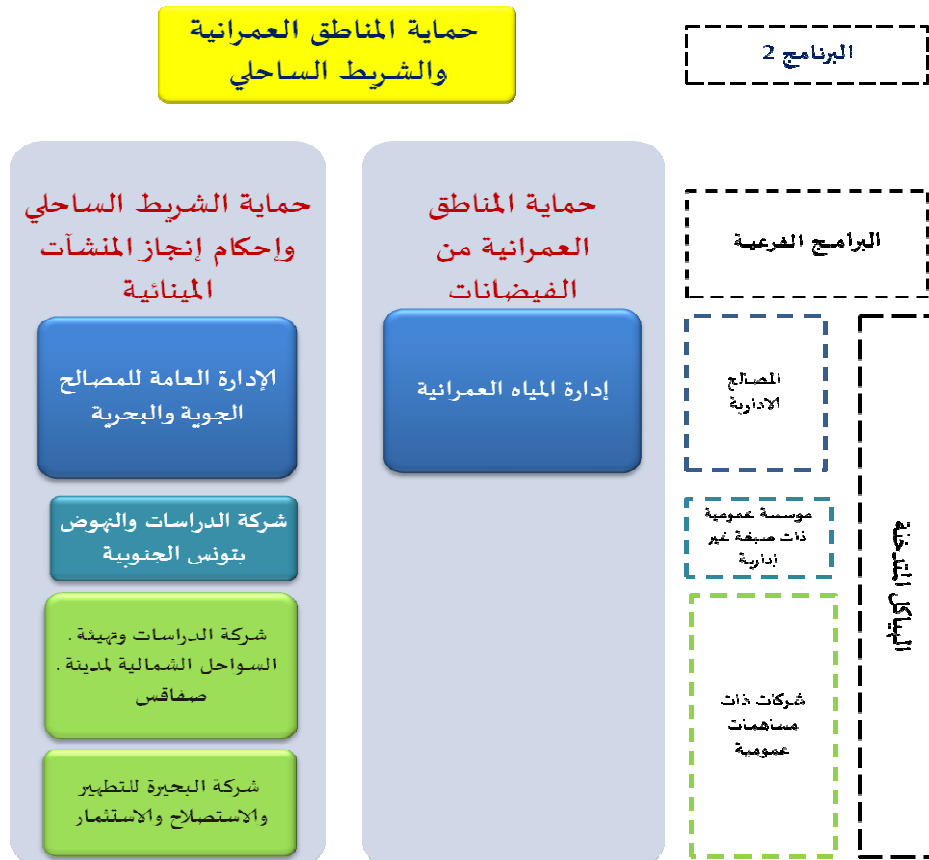 البرنامج 2
حماية المناطق العمرانية
والشريط الساحلي
البرامج الفرعية
حماية المناطق
العمرانية من
الفيضانات
حماية الشريط الساحلي
وإحكام إنجاز المنشآت
المينائية
الهياكل المتدخلة
المصالح
الادارية
إدارة المياه العمرانية
الإدارة العامة للمصالح
الجوية والبحرية
موسسة عمومية
ذات صبغة غير
إدارية
شركة الدراسات والنهوض
بتونس الجنوبية
شركات ذات
مساهمات
عمومية
شركة الدراسات وتهيئة .
السواحل الشمالية لمدينة .
صفاقس
شركة البحيرة للتطهير
والاستصلاح والاستثمار